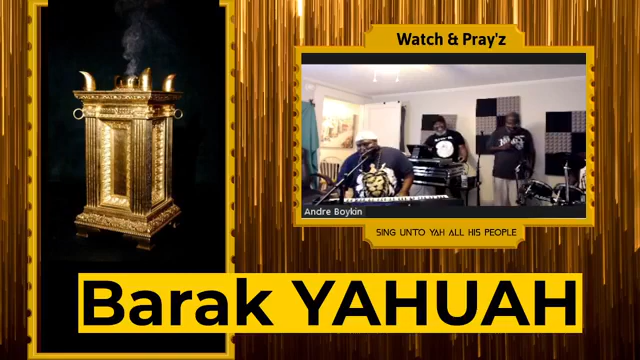 Watch & Pray'z
Andre Boykin
SING UNTO YAH ALL HIS PEOPLE
Barak YAHUAH